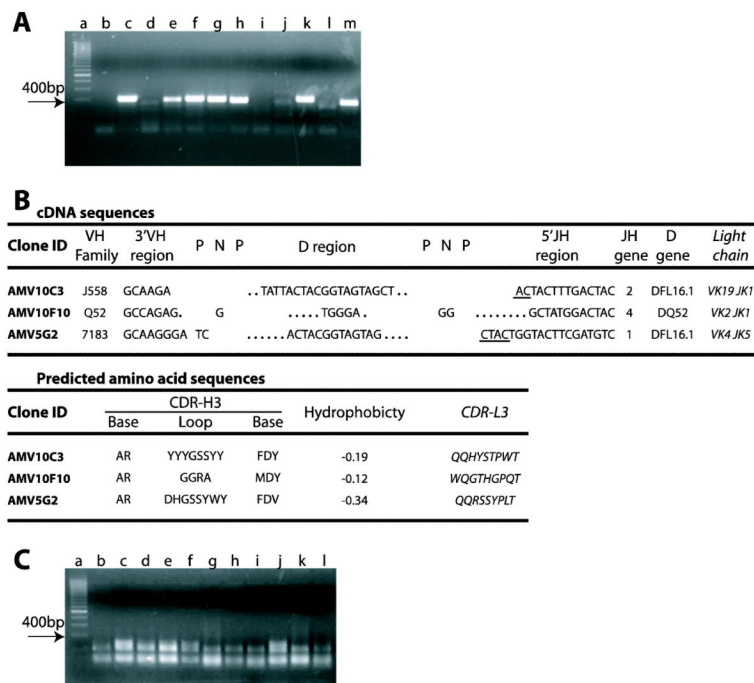 A
a b c d e f g h i j k l m
400bp
B
cDNA sequences
Clone ID VH Family 3'VH region P N P D region P N P 5'JH region JH gene D gene Light chain
AMV10C3 J558 GCAAGA ..TATTACTACGGTAGTAGCT.. ACTACTTTGACTAC 2 DFL16.1 VK19 JK1
AMV10F10 Q52 GCCAGAG. G .....TGGGA..... GG ........GCTATGGACTAC 4 DQ52 VK2 JK1
AMV5G2 7183 GCAAGGGA TC ......ACTACGGTAGTAG.... CTACTGGTACTTCGATGTC 1 DFL16.1 VK4 JK5
Predicted amino acid sequences
Clone ID CDR-H3 Hydrophobicty CDR-L3
Base Loop Base
AMV10C3 AR YYYGSSYY FDY -0.19 QQHYSTPWT
AMV10F10 AR GGRA MDY -0.12 WQGTHGPQT
AMV5G2 AR DHGSSYWY FDV -0.34 QQRSSYPLT
C
a b c d e f g h i j k l
400bp